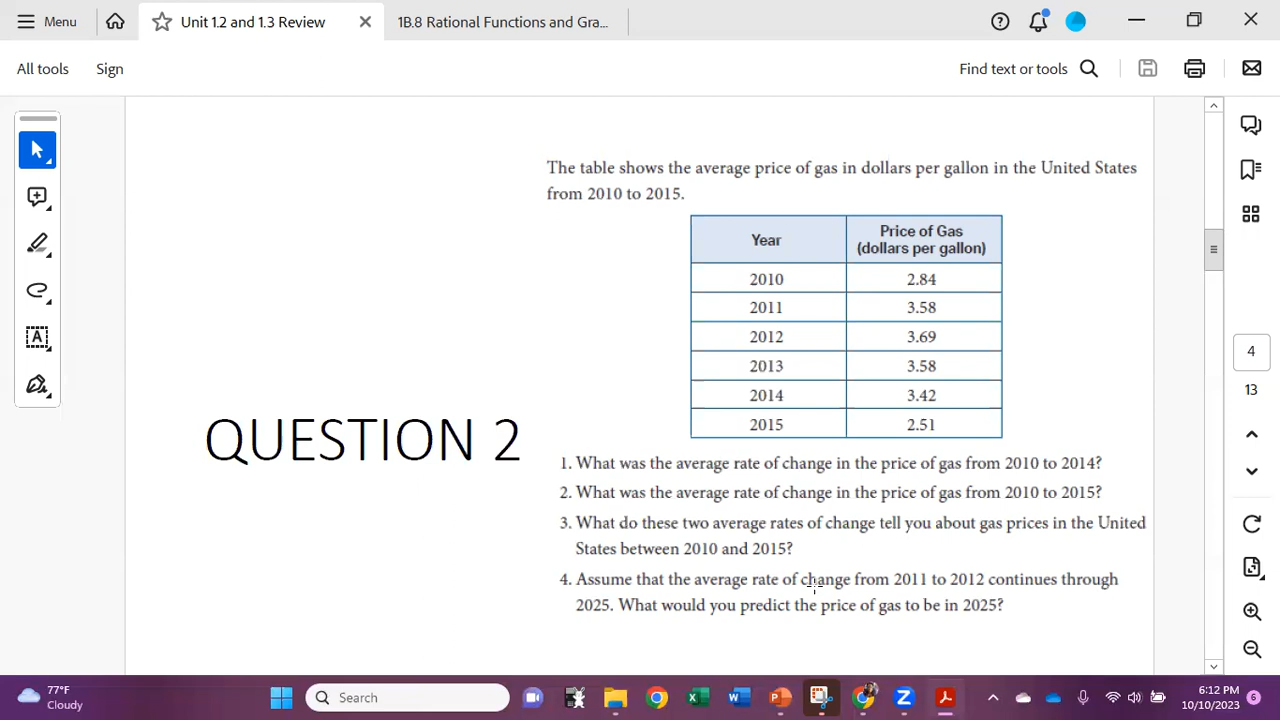 Menu
Unit 1.2 and 1.3 Review
1B.8 Rational Functions and Gra...
All tools
Sign
Find text or tools
The table shows the average price of gas in dollars per gallon in the United States
from 2010 to 2015.
Year
Price of Gas
(dollars per gallon)
2010 2.84
2011 3.58
2012 3.69
2013 3.58
2014 3.42
2015 2.51
QUESTION 2
1. What was the average rate of change in the price of gas from 2010 to 2014?
2. What was the average rate of change in the price of gas from 2010 to 2015?
3. What do these two average rates of change tell you about gas prices in the United
States between 2010 and 2015?
4. Assume that the average rate of change from 2011 to 2012 continues through
2025. What would you predict the price of gas to be in 2025?
4
13
77°F
Cloudy
Search
6:12 PM
10/10/2023
6